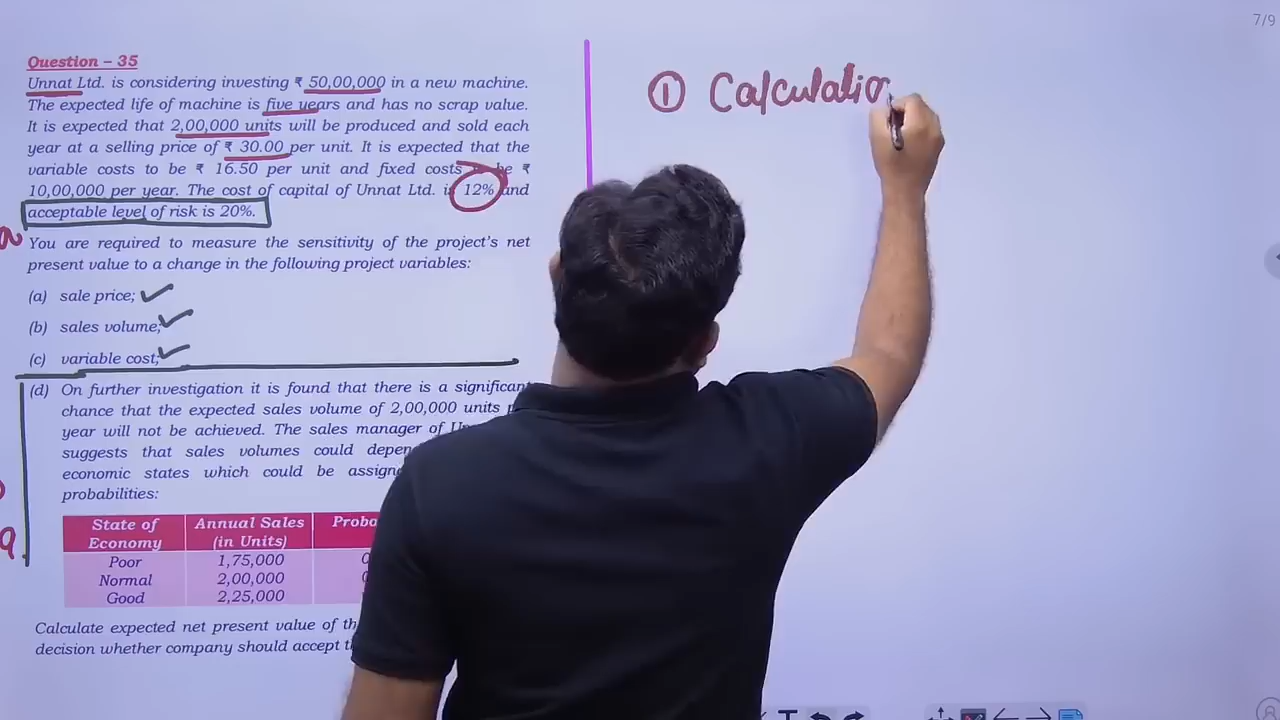 7/9
Question – 35
Unnat Ltd. is considering investing ₹ 50,00,000 in a new machine.
The expected life of machine is five years and has no scrap value.
It is expected that 2,00,000 units will be produced and sold each
year at a selling price of ₹ 30.00 per unit. It is expected that the
variable costs to be ₹ 16.50 per unit and fixed costs to be ₹
10,00,000 per year. The cost of capital of Unnat Ltd. is 12% and
acceptable level of risk is 20%.
You are required to measure the sensitivity of the project's net
present value to a change in the following project variables:
(a) sale price;
(b) sales volume;
(c) variable cost;
(d) On further investigation it is found that there is a significant
chance that the expected sales volume of 2,00,000 units
year will not be achieved. The sales manager of
suggests that sales volumes could
economic states which could be
probabilities:
State of Economy Annual Sales (in Units)
Poor 1,75,000
Normal 2,00,000
Good 2,25,000
Calculate expected net present value of
decision whether company should accept
① Calculation